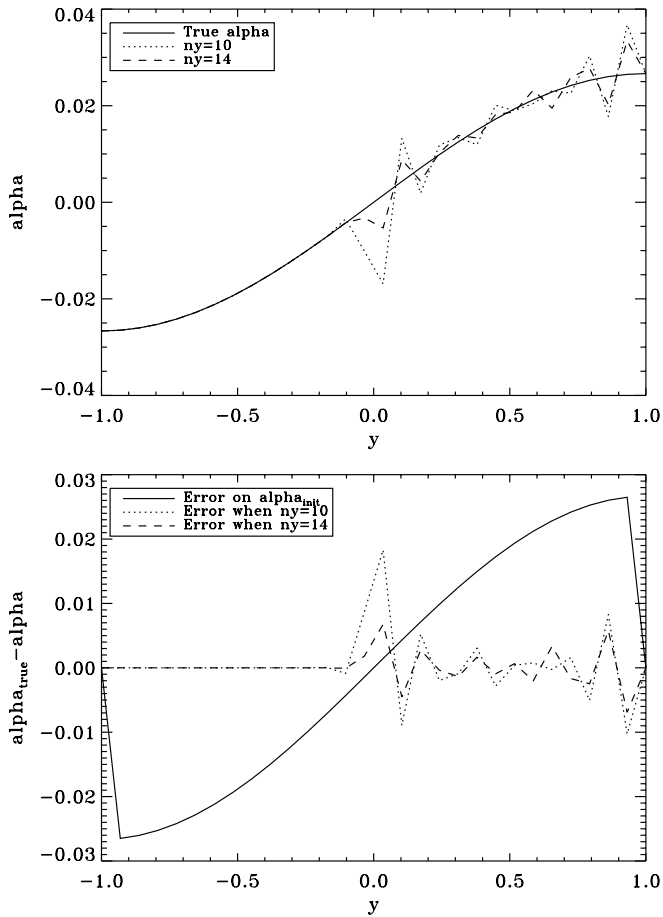 True alpha
ny=10
ny=14
0.04
0.02
0.00
−0.02
−0.04
alpha
−1.0 −0.5 0.0 0.5 1.0
y
Error on alpha_init
Error when ny=10
Error when ny=14
0.03
0.02
0.01
0.00
−0.01
−0.02
−0.03
alpha_true−alpha
−1.0 −0.5 0.0 0.5 1.0
y